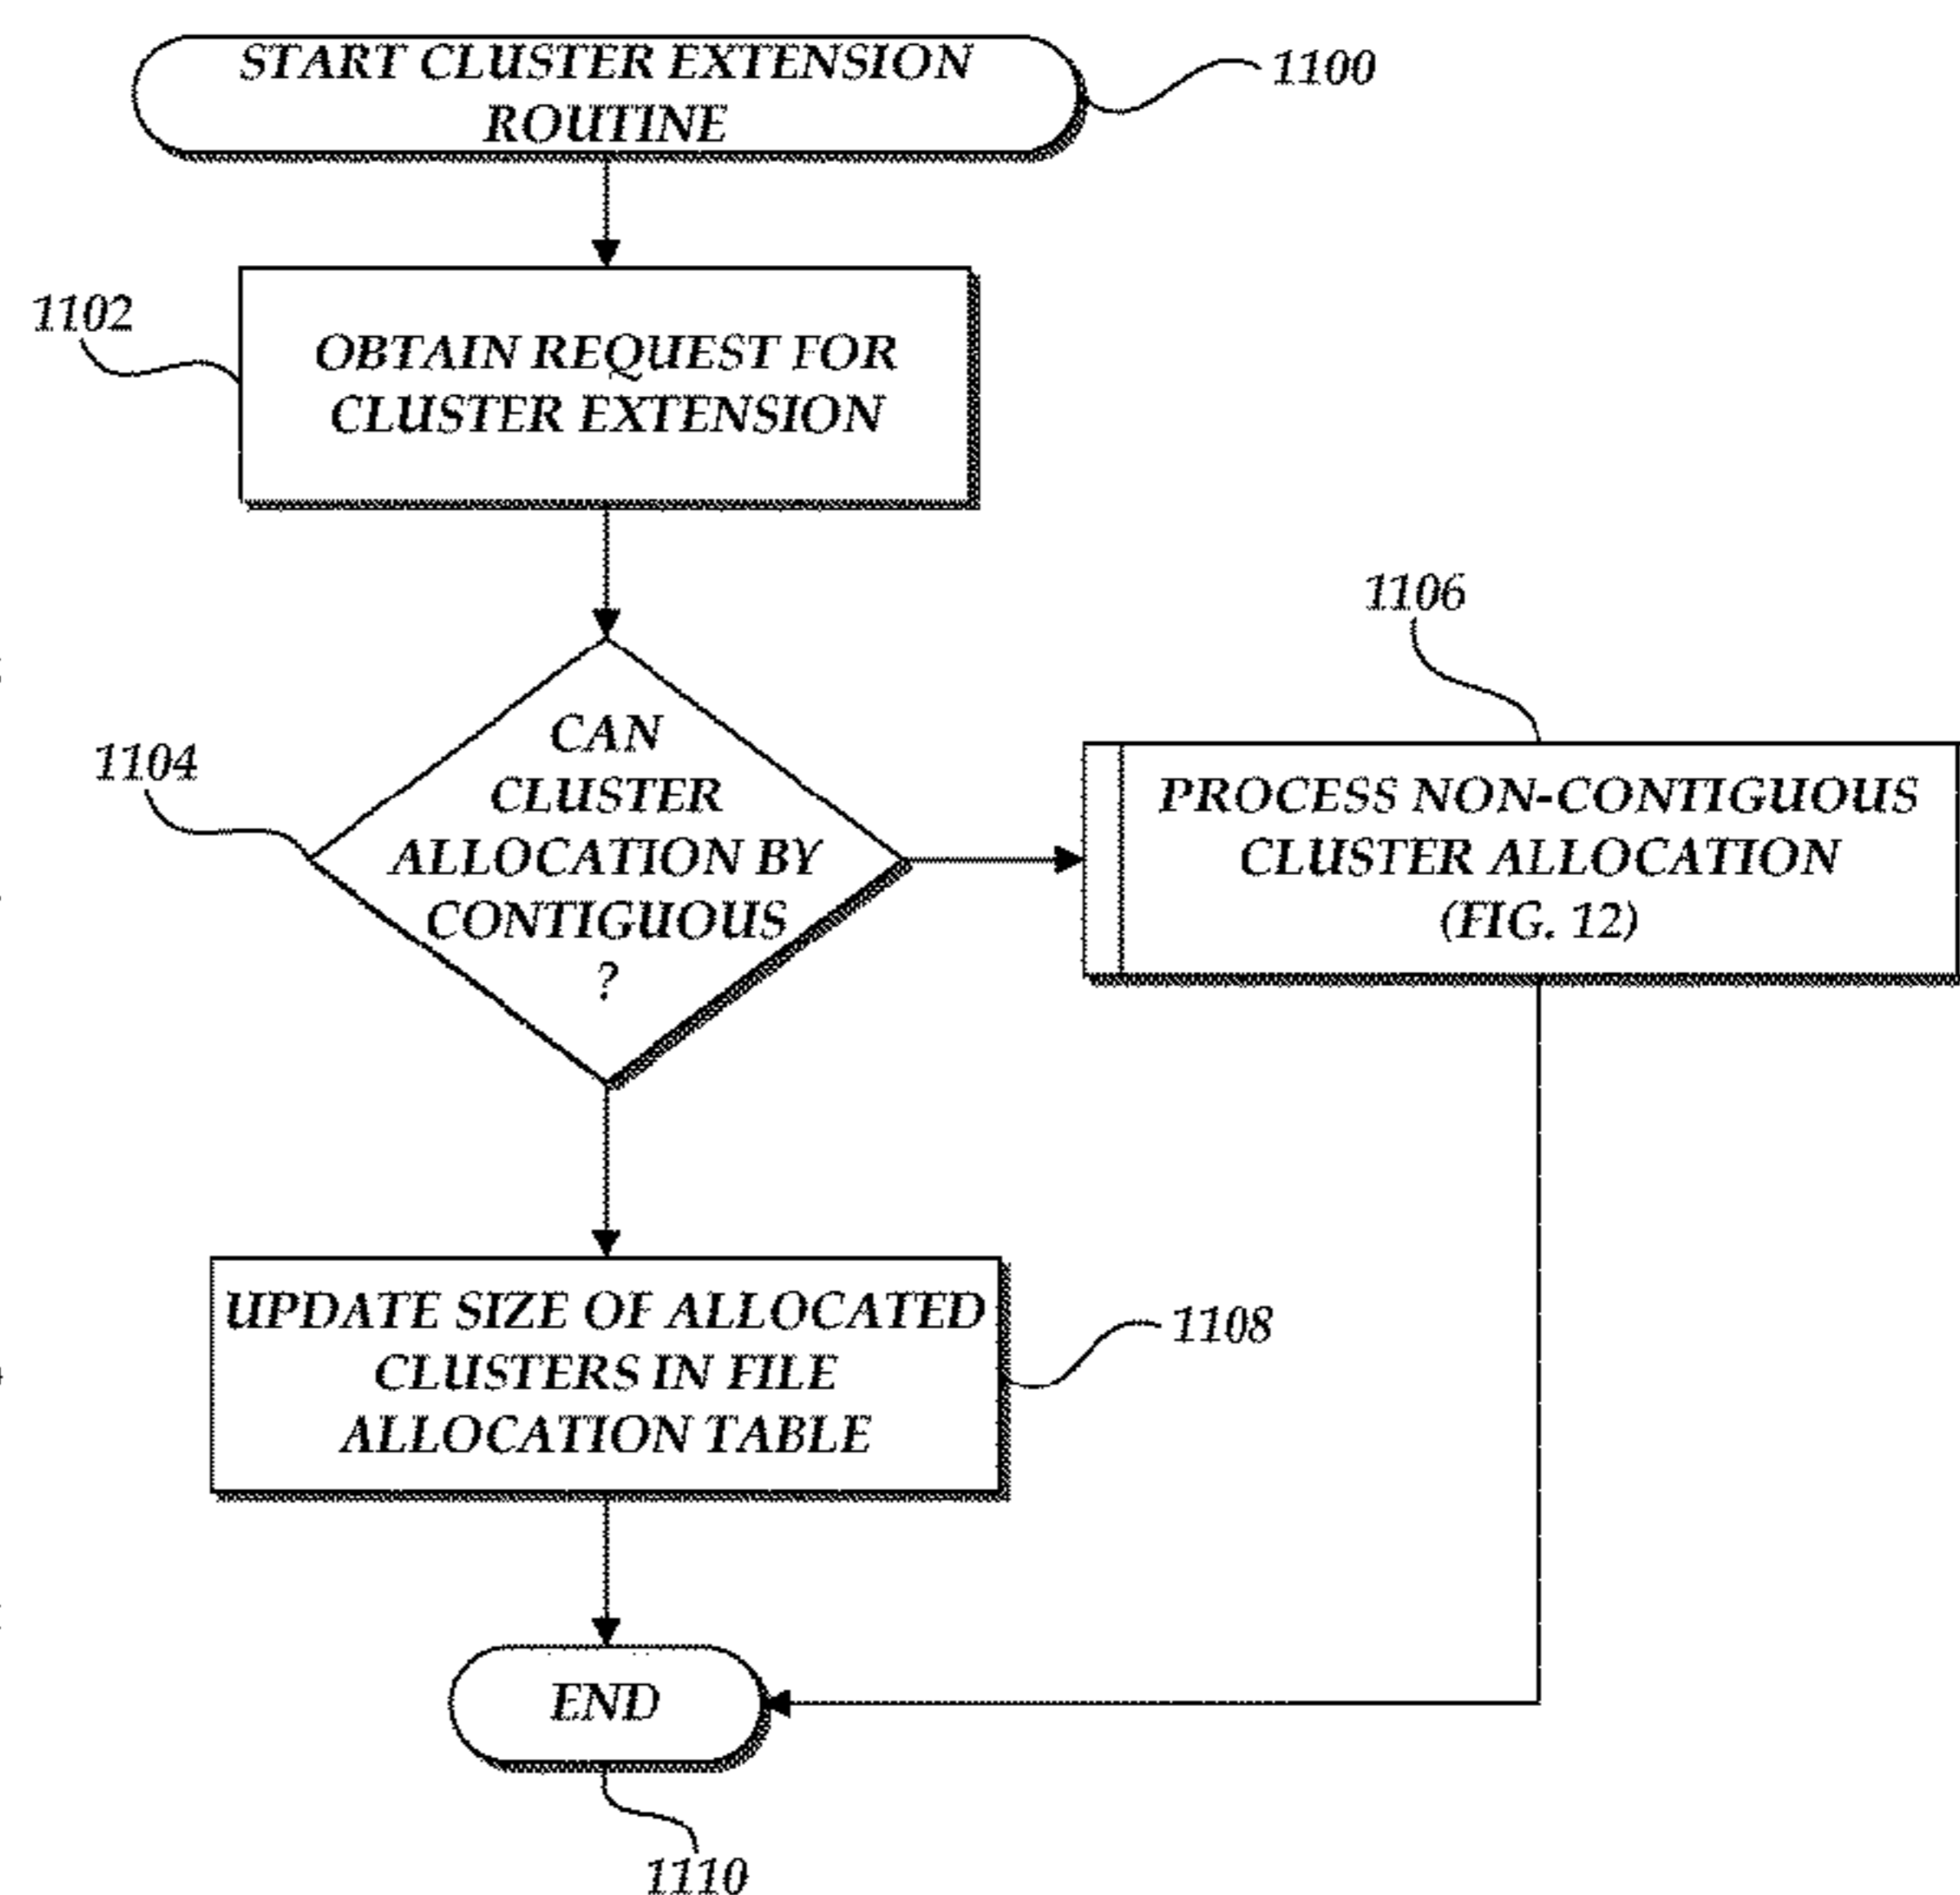 START CLUSTER EXTENSION
ROUTINE
1100
1102
OBTAIN REQUEST FOR
CLUSTER EXTENSION
1104
CAN
CLUSTER
ALLOCATION BY
CONTIGUOUS
?
1106
PROCESS NON-CONTIGUOUS
CLUSTER ALLOCATION
(FIG. 12)
UPDATE SIZE OF ALLOCATED
CLUSTERS IN FILE
ALLOCATION TABLE
1108
END
1110